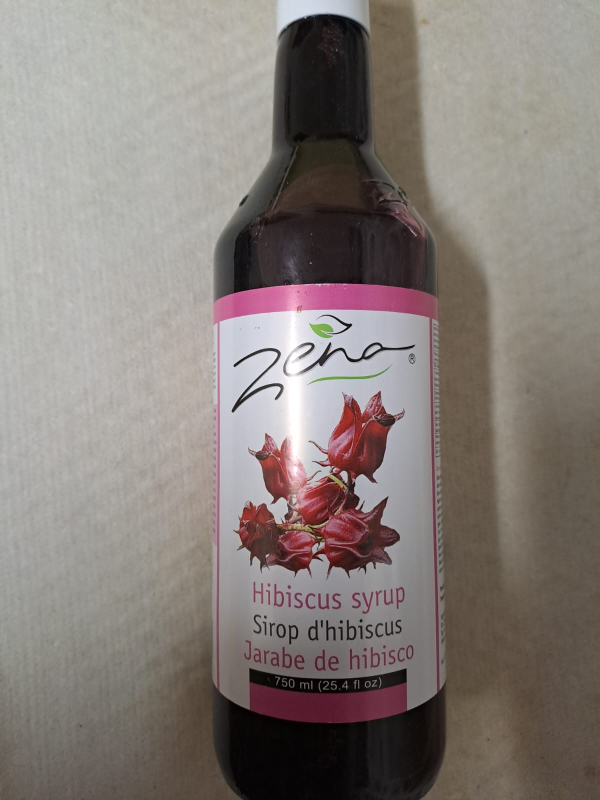 Zena®
Hibiscus syrup
Sirop d'hibiscus
Jarabe de hibisco
750 ml (25.4 fl oz)